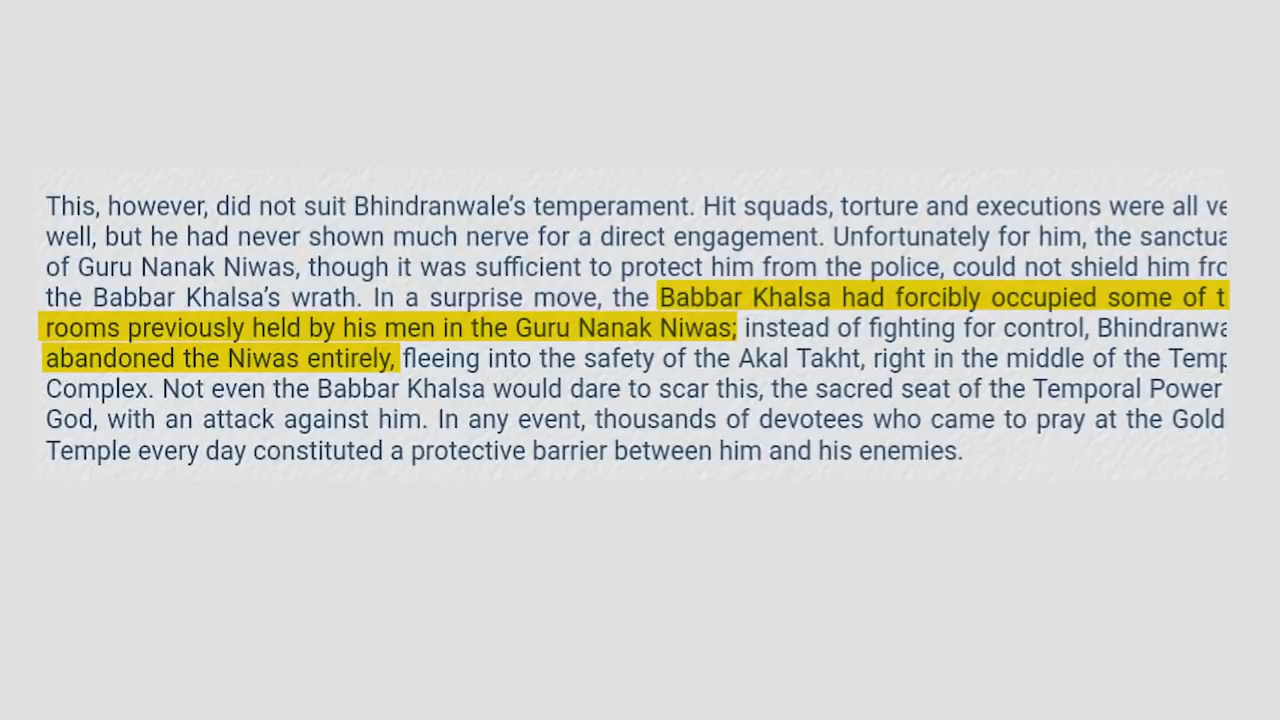 This, however, did not suit Bhindranwale’s temperament. Hit squads, torture and executions were all
well, but he had never shown much nerve for a direct engagement. Unfortunately for him, the
of Guru Nanak Niwas, though it was sufficient to protect him from the police, could not shield him
the Babbar Khalsa’s wrath. In a surprise move, the Babbar Khalsa had forcibly occupied some of
rooms previously held by his men in the Guru Nanak Niwas; instead of fighting for control,
abandoned the Niwas entirely, fleeing into the safety of the Akal Takht, right in the middle of the
Complex. Not even the Babbar Khalsa would dare to scar this, the sacred seat of the Temporal Power
God, with an attack against him. In any event, thousands of devotees who came to pray at the Gold
Temple every day constituted a protective barrier between him and his enemies.